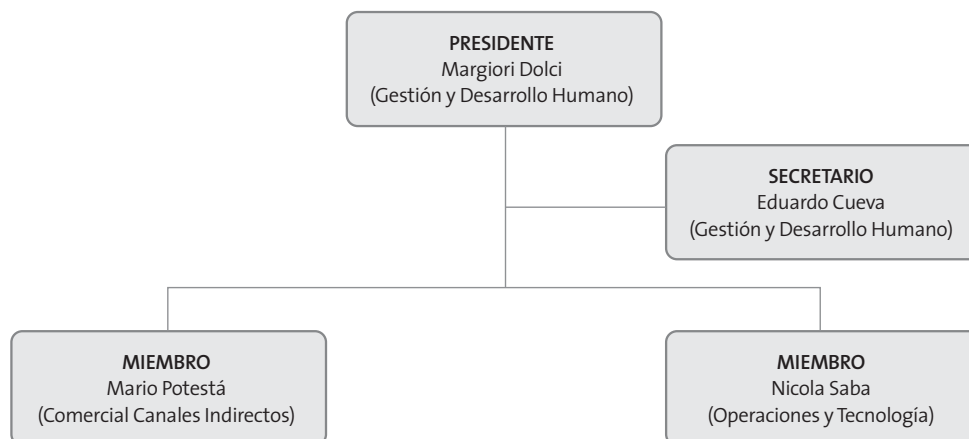 PRESIDENTE
Margiori Dolci
(Gestión y Desarrollo Humano)
SECRETARIO
Eduardo Cueva
(Gestión y Desarrollo Humano)
MIEMBRO
Mario Potestá
(Comercial Canales Indirectos)
MIEMBRO
Nicola Saba
(Operaciones y Tecnología)